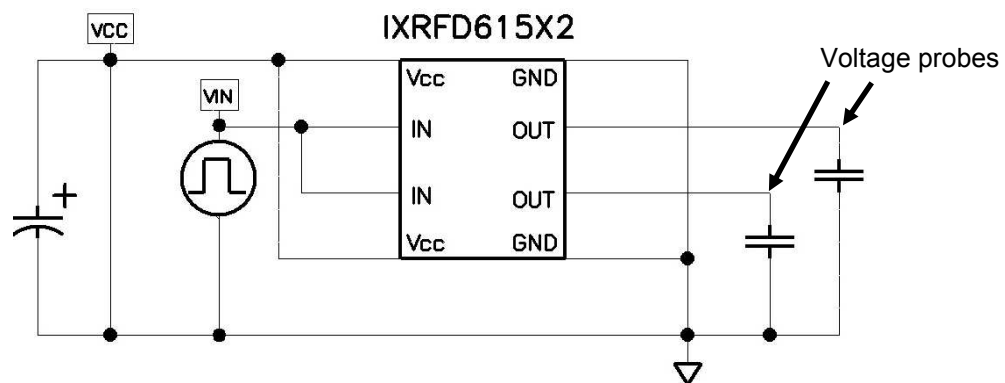 IXRFD615X2
VCC
Voltage probes
Vcc GND
VIN
IN OUT
IN OUT
Vcc GND
+